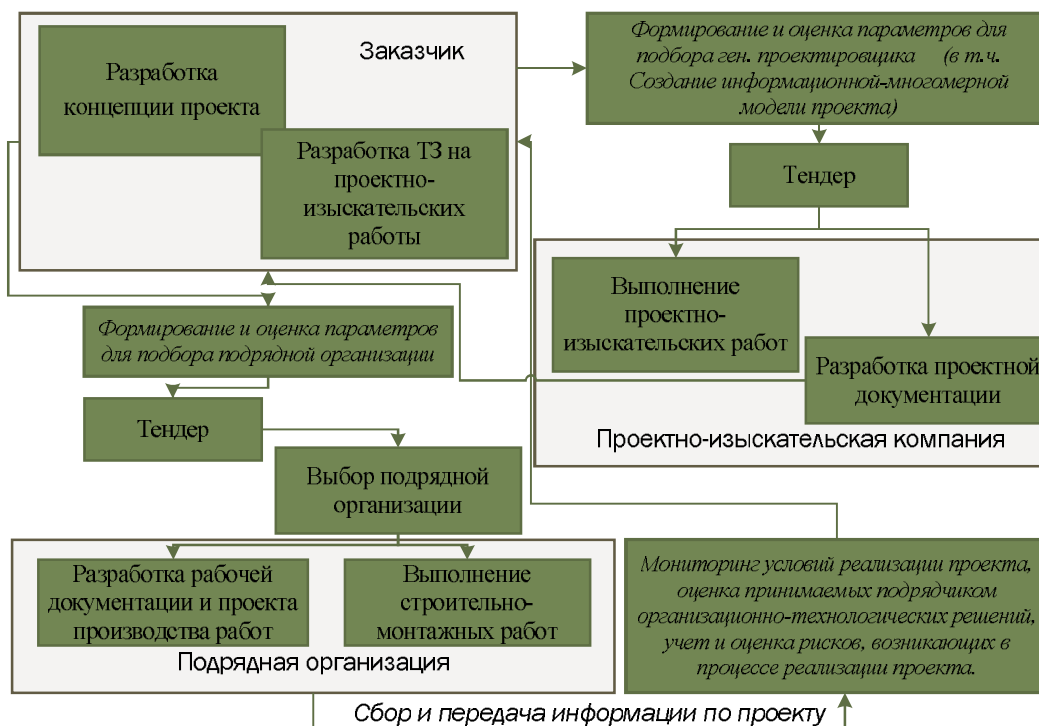 Заказчик
Разработка
концепции проекта
Разработка ТЗ на
проектно-
изыскательских
работы
Формирование и оценка параметров для
подбора ген. проектировщика (в т.ч.
Создание информационной-многомерной
модели проекта)
Тендер
Выполнение
проектно-
изыскательских работ
Разработка проектной
документации
Проектно-изыскательская компания
Формирование и оценка параметров
для подбора подрядной организации
Тендер
Выбор подрядной
организации
Разработка рабочей
документации и проекта
производства работ
Выполнение
строительно-
монтажных работ
Подрядная организация
Мониторинг условий реализации проекта,
оценка принимаемых подрядчиком
организационно-технологических решений,
учет и оценка рисков, возникающих в
процессе реализации проекта.
Сбор и передача информации по проекту